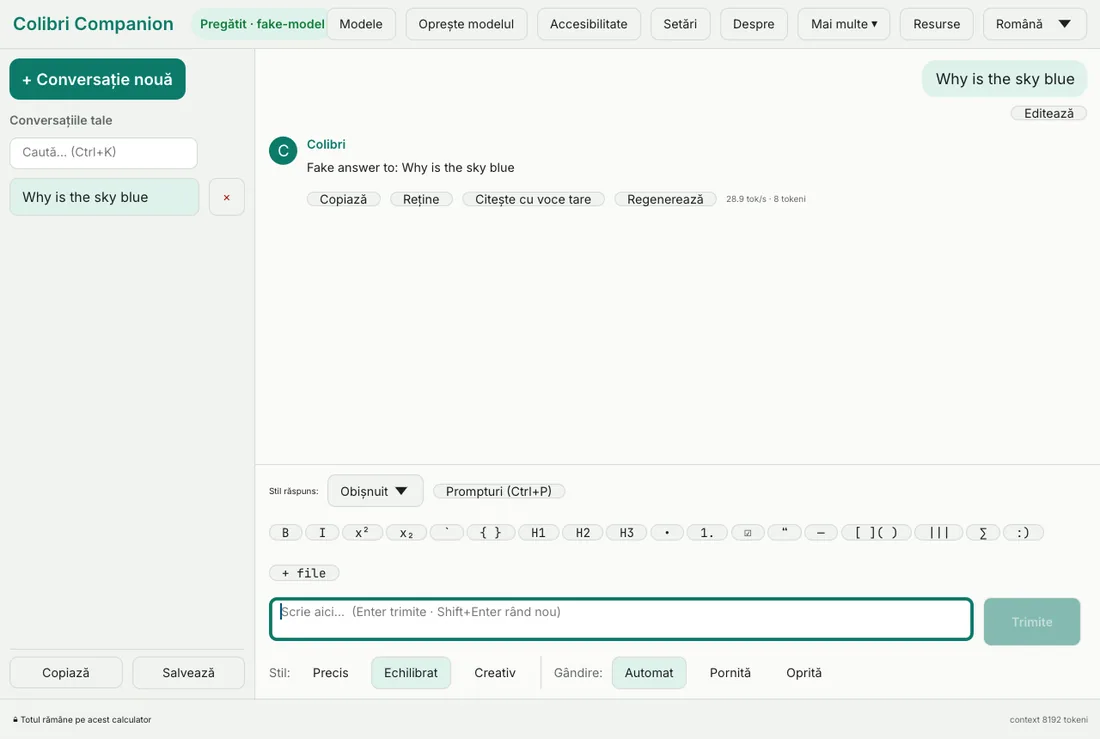 Colibri Companion
Pregătit · fake-model
Modele
Oprește modelul
Accesibilitate
Setări
Despre
Mai multe ▾
Resurse
Română ▼
+ Conversație nouă
Conversațiile tale
Caută... (Ctrl+K)
Why is the sky blue
×
Why is the sky blue
Editează
C
Colibri
Fake answer to: Why is the sky blue
Copiază
Reține
Citește cu voce tare
Regenerează
28.9 tok/s · 8 tokeni
Stil răspuns:
Obișnuit ▼
Prompturi (Ctrl+P)
B I x² x₂ ` { } H1 H2 H3 • 1. ☑ “ — [ ]( ) ||| ∑ :)
+ file
Scrie aici... (Enter trimite · Shift+Enter rând nou)
Trimite
Copiază
Salvează
Stil: Precis Echilibrat Creativ
Gândire: Automat Pornită Oprită
Totul rămâne pe acest calculator
context 8192 tokeni